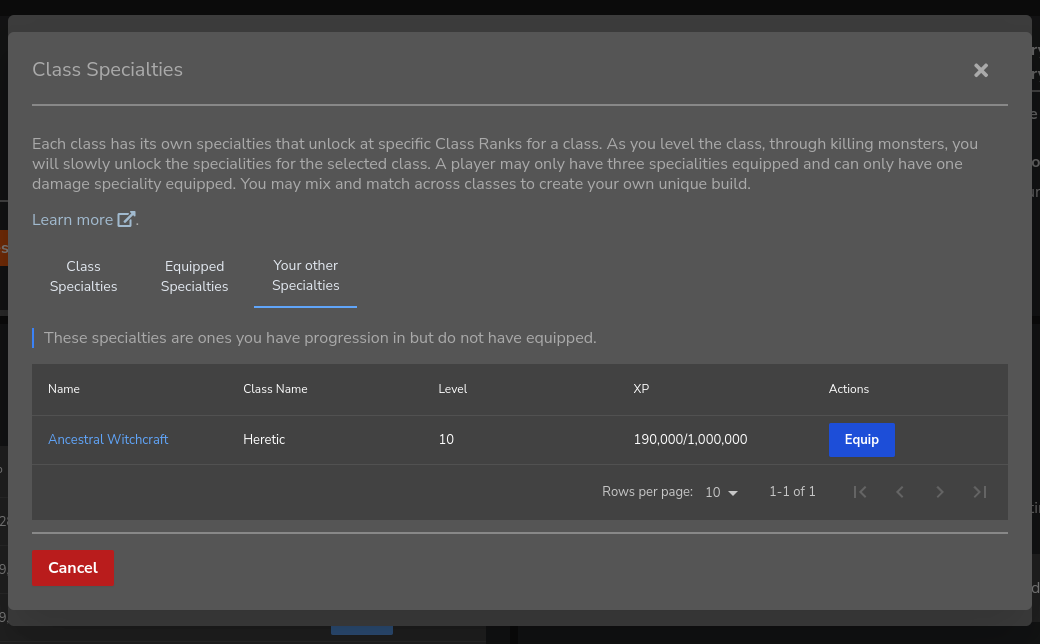 Class Specialties
Each class has its own specialties that unlock at specific Class Ranks for a class. As you level the class, through killing monsters, you
will slowly unlock the specialities for the selected class. A player may only have three specialities equipped and can only have one
damage speciality equipped. You may mix and match across classes to create your own unique build.
Learn more .
Class
Specialties
Equipped
Specialties
Your other
Specialties
These specialties are ones you have progression in but do not have equipped.
Name Class Name Level XP Actions
Ancestral Witchcraft Heretic 10 190,000/1,000,000 Equip
Rows per page: 10 1-1 of 1
Cancel